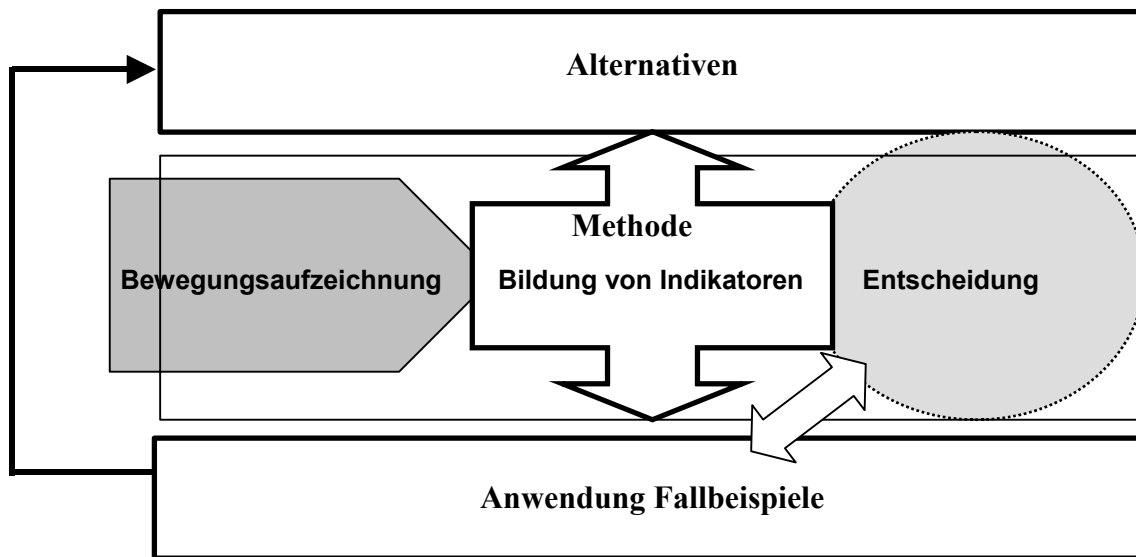 Alternativen
Methode
Bewegungsaufzeichnung
Bildung von Indikatoren
Entscheidung
Anwendung Fallbeispiele